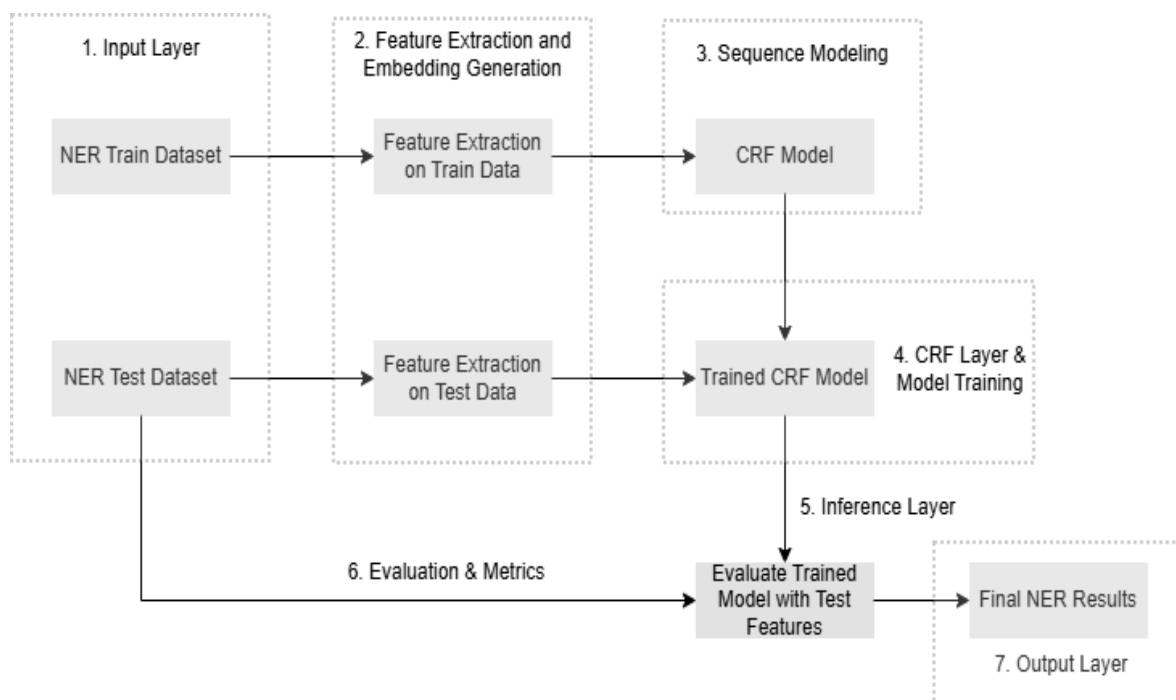 1. Input Layer
2. Feature Extraction and
Embedding Generation
3. Sequence Modeling
NER Train Dataset
Feature Extraction
on Train Data
CRF Model
NER Test Dataset
Feature Extraction
on Test Data
Trained CRF Model
4. CRF Layer &
Model Training
5. Inference Layer
6. Evaluation & Metrics
Evaluate Trained
Model with Test
Features
Final NER Results
7. Output Layer